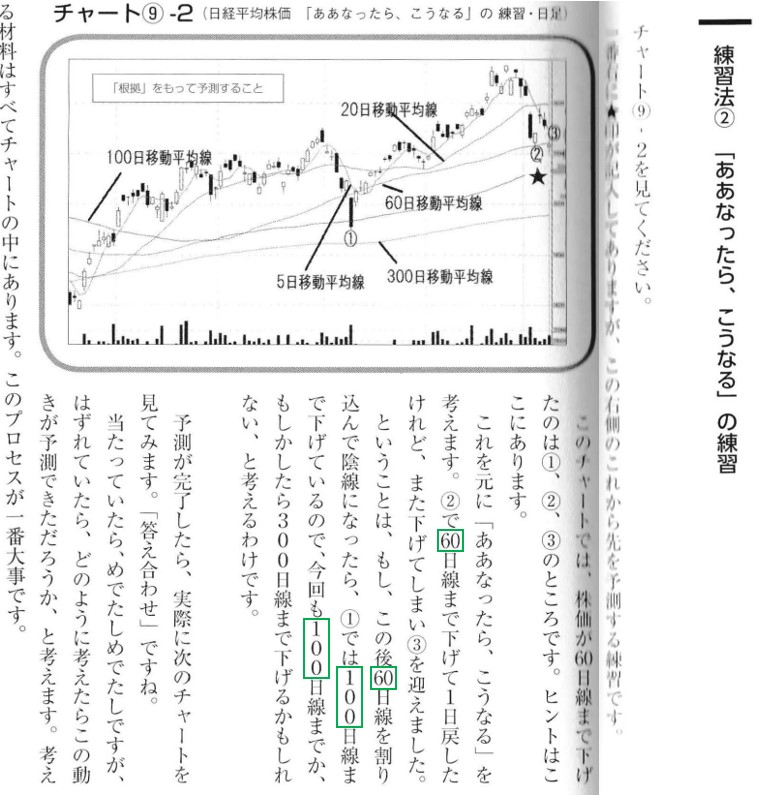 練習法② 「ああなったら、こうなる」の練習
チャート⑨-2を見てください。
一番右に★印が記入してありますが、この右側のこれから先を予測する練習です。
チャート⑨-2(日経平均株価 「ああなったら、こうなる」の 練習・日足)
「根拠」をもって予測すること
100日移動平均線
20日移動平均線
60日移動平均線
5日移動平均線
300日移動平均線
①
②
③
★
このチャートでは、株価が60日線まで下げ
たのは①、②、③のところです。ヒントはこ
こにあります。
これを元に「ああなったら、こうなる」を
考えます。②で60日線まで下げて1日戻した
けれど、また下げてしまい③を迎えました。
ということは、もし、この後60日線を割り
込んで陰線になったら、①では100日線ま
で下げているので、今回も100日線までか、
もしかしたら300日線まで下げるかもしれ
ない、と考えるわけです。
予測が完了したら、実際に次のチャートを
見てみます。「答え合わせ」ですね。
当たっていたら、めでたしめでたしですが、
はずれていたら、どのように考えたらこの動
きが予測できただろうか、と考えます。考え
る材料はすべてチャートの中にあります。このプロセスが一番大事です。